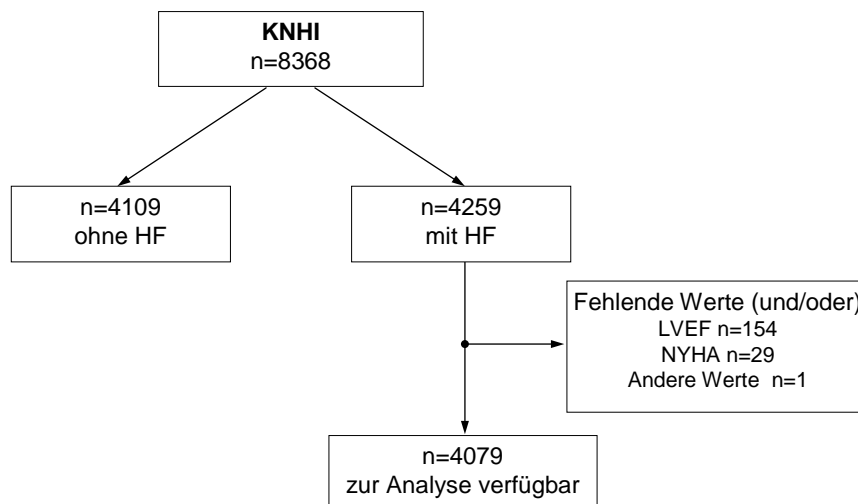 KNHI
n=8368
n=4109
ohne HF
n=4259
mit HF
Fehlende Werte (und/oder)
LVEF n=154
NYHA n=29
Andere Werte  n=1
n=4079
zur Analyse verfügbar